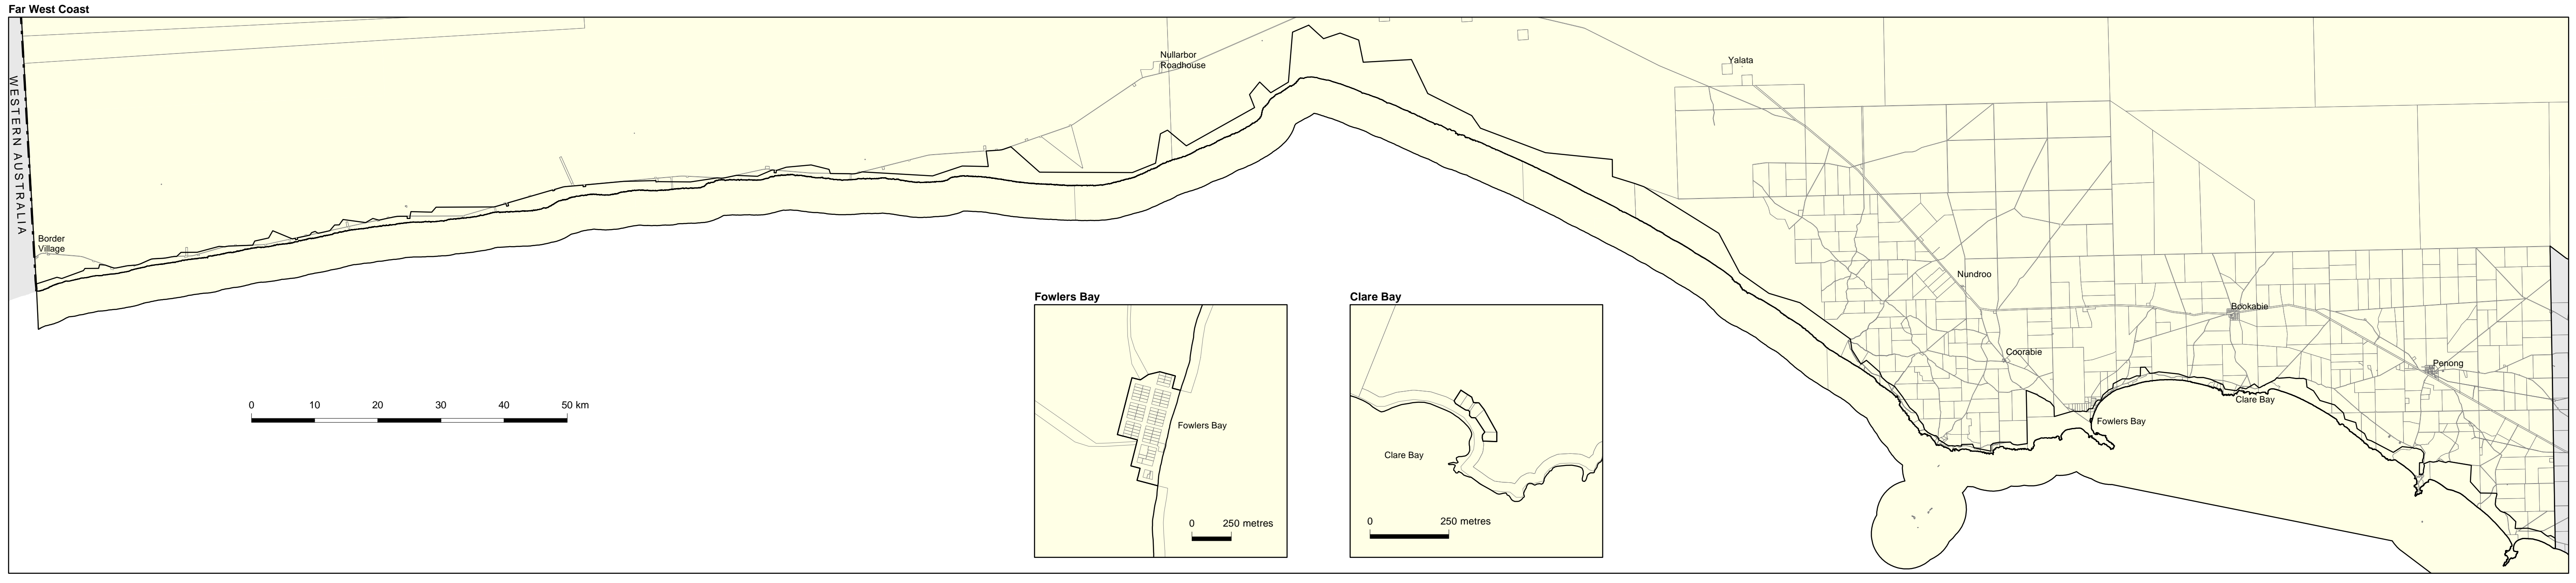 Far West Coast
WESTERN AUSTRALIA
Nullarbor
Roadhouse
Yalata
Border
Village
Nundroo
Bookabie
Coorabie
Penong
Clare Bay
Fowlers Bay
0 10 20 30 40 50 km
Fowlers Bay
Fowlers Bay
0 250 metres
Clare Bay
Clare Bay
0 250 metres